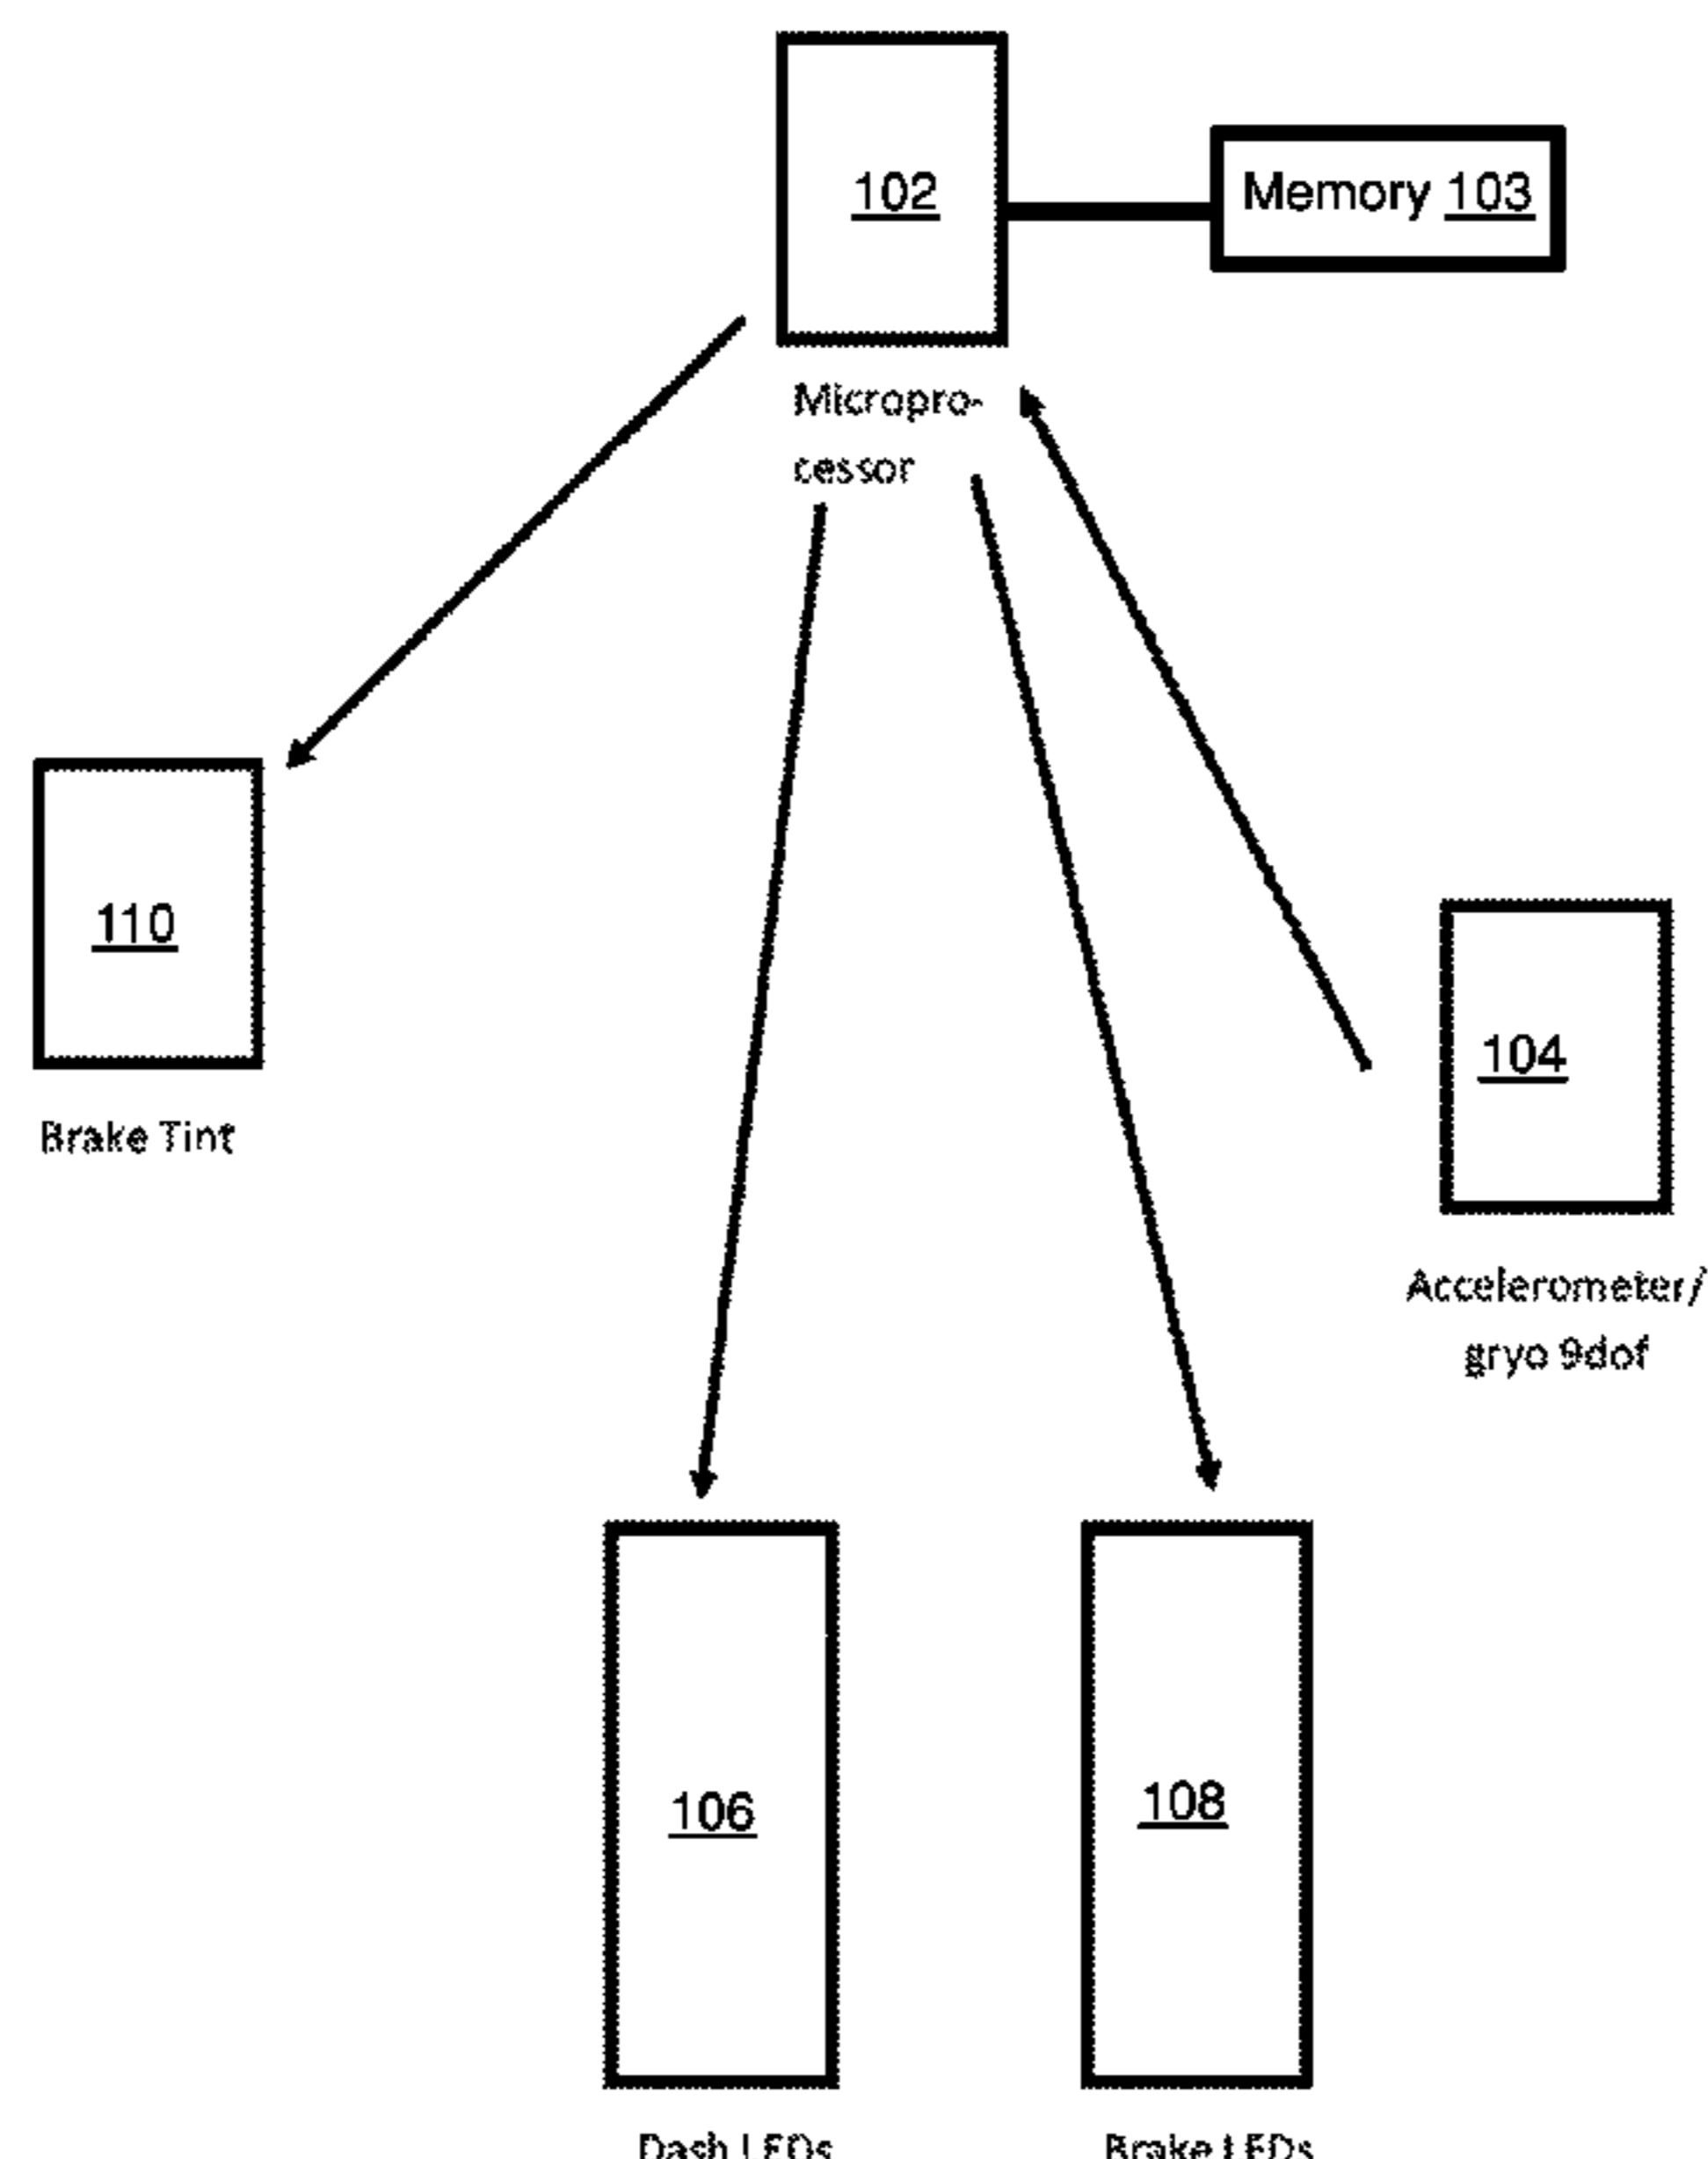 102
Memory 103
Micropro-
cessor
110
Brake Tint
104
Accelerometer/
gryo 9dof
106
108
Dash LEDs
Brake LEDs